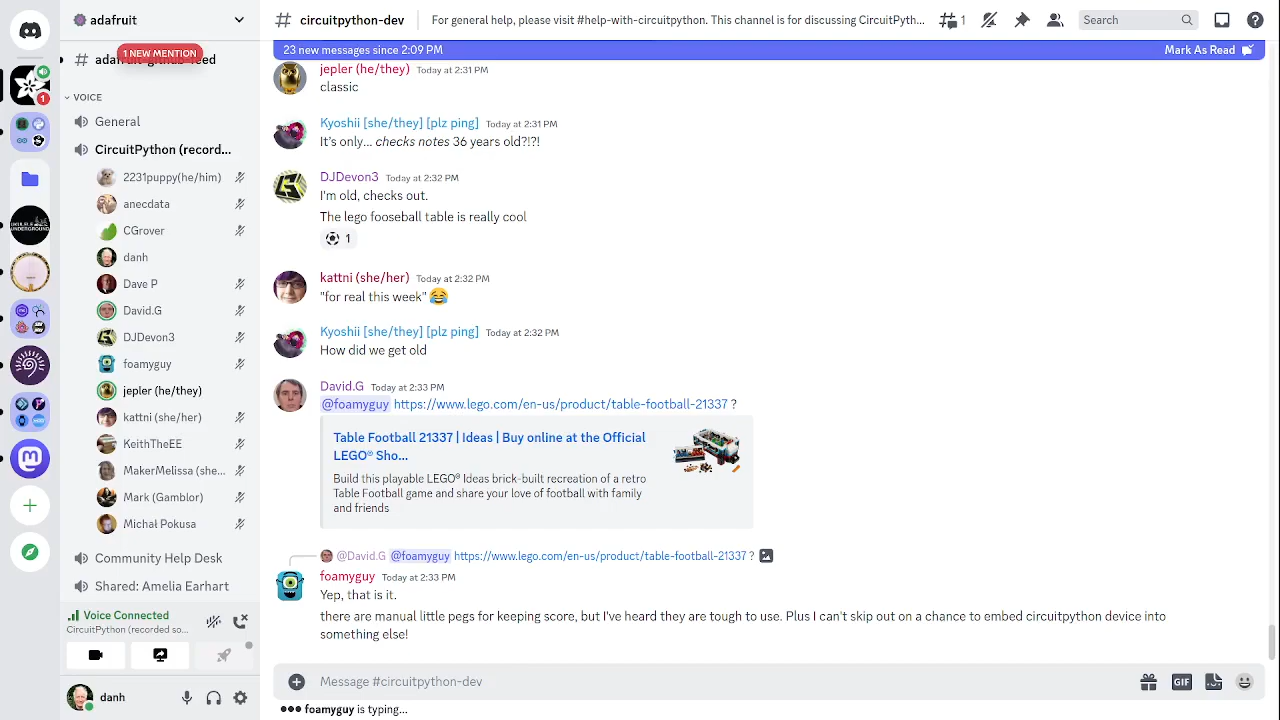 adafruit
# circuitpython-dev
For general help, please visit #help-with-circuitpython. This channel is for discussing CircuitPyth...
1
Search
1 NEW MENTION
23 new messages since 2:09 PM
Mark As Read
VOICE
General
CircuitPython (record...
2231puppy(he/him)
anecdata
CGrover
danh
Dave P
David.G
DJDevon3
foamyguy
jepler (he/they)
kattni (she/her)
KeithTheEE
MakerMelissa (she...
Mark (Gamblor)
Michał Pokusa
Community Help Desk
Shared: Amelia Earhart
Voice Connected
CircuitPython (recorded so...
danh
1
UKULELE
UNDERGROUND
jepler (he/they) Today at 2:31 PM
classic
Kyoshii [she/they] [plz ping] Today at 2:31 PM
It's only... checks notes 36 years old?!?!
DJDevon3 Today at 2:32 PM
I'm old, checks out.
The lego fooseball table is really cool
1
kattni (she/her) Today at 2:32 PM
"for real this week"
Kyoshii [she/they] [plz ping] Today at 2:32 PM
How did we get old
David.G Today at 2:33 PM
@foamyguy https://www.lego.com/en-us/product/table-football-21337 ?
Table Football 21337 | Ideas | Buy online at the Official
LEGO® Sho...
Build this playable LEGO® Ideas brick-built recreation of a retro
Table Football game and share your love of football with family
and friends
@David.G @foamyguy https://www.lego.com/en-us/product/table-football-21337 ?
foamyguy Today at 2:33 PM
Yep, that is it.
there are manual little pegs for keeping score, but I've heard they are tough to use. Plus I can't skip out on a chance to embed circuitpython device into
something else!
Message #circuitpython-dev
GIF
foamyguy is typing...